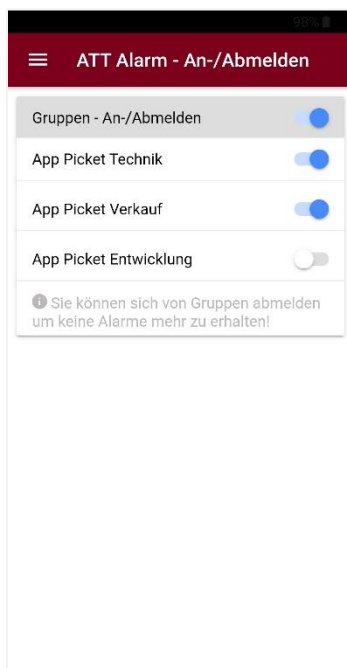 98%
ATT Alarm - An-/Abmelden
Gruppen - An-/Abmelden
App Picket Technik
App Picket Verkauf
App Picket Entwicklung
Sie können sich von Gruppen abmelden
um keine Alarme mehr zu erhalten!